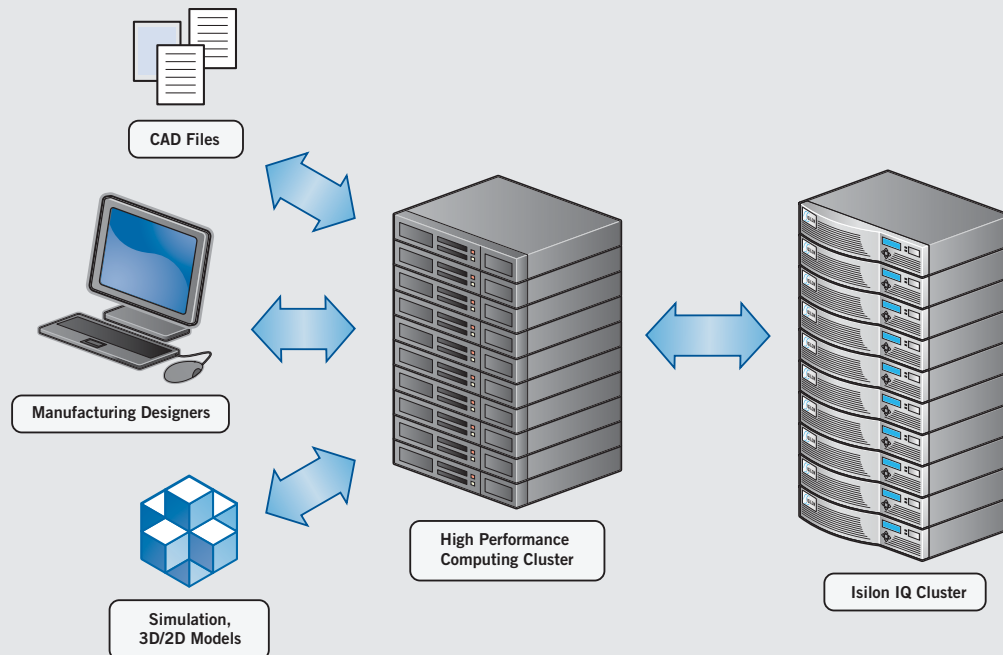 CAD Files
Manufacturing Designers
Simulation,
3D/2D Models
High Performance
Computing Cluster
Isilon IQ Cluster